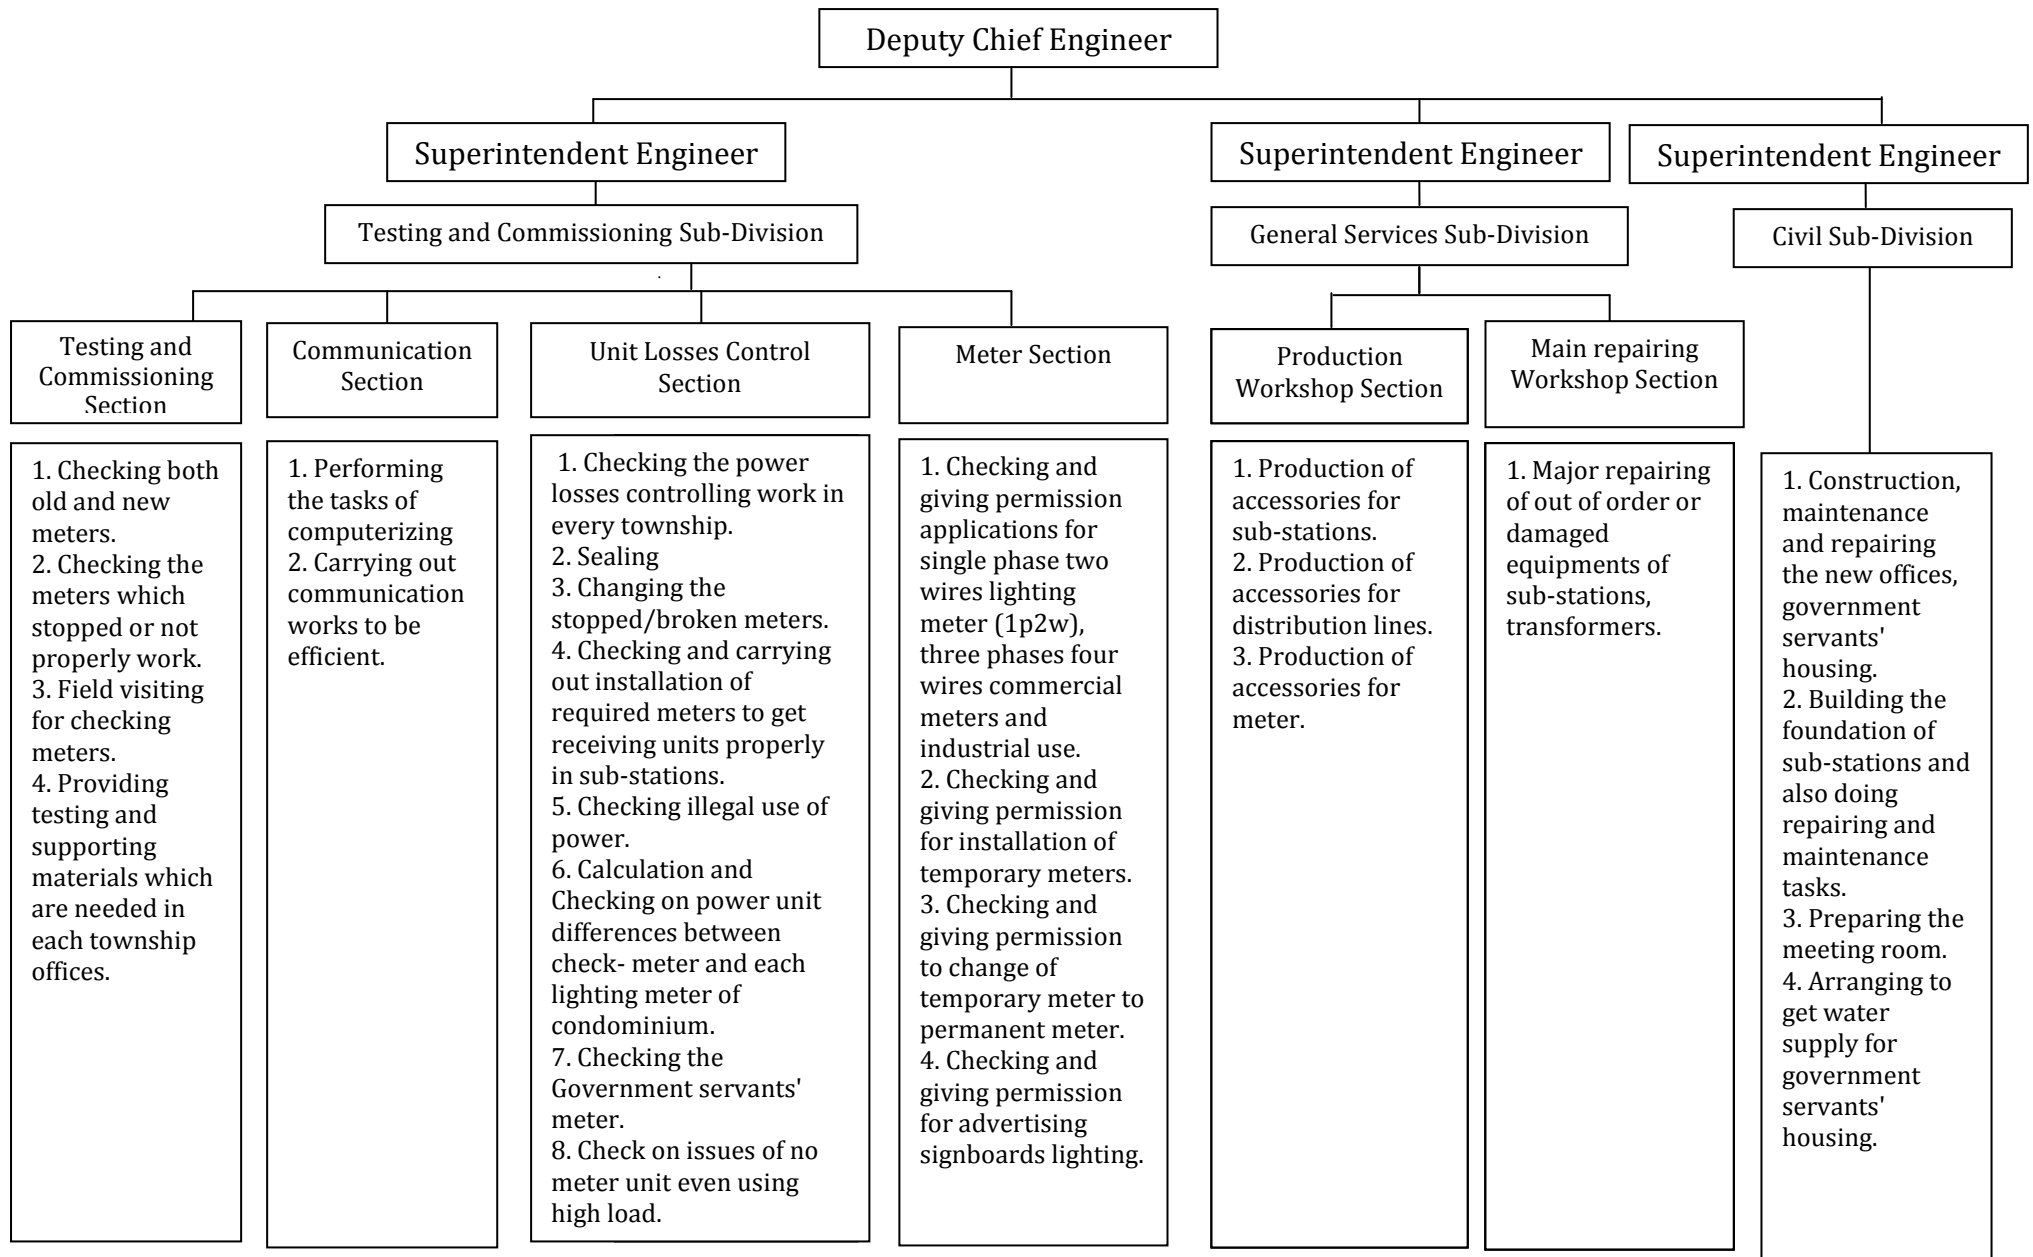 Deputy Chief Engineer
Superintendent Engineer
Superintendent Engineer
Superintendent Engineer
Testing and Commissioning Sub-Division
General Services Sub-Division
Civil Sub-Division
Testing and
Commissioning
Section
Communication
Section
Unit Losses Control
Section
Meter Section
Production
Workshop Section
Main repairing
Workshop Section
1. Checking both
old and new
meters.
2. Checking the
meters which
stopped or not
properly work.
3. Field visiting
for checking
meters.
4. Providing
testing and
supporting
materials which
are needed in
each township
offices.
1. Performing
the tasks of
computerizing
2. Carrying out
communication
works to be
efficient.
1. Checking the power
losses controlling work in
every township.
2. Sealing
3. Changing the
stopped/broken meters.
4. Checking and carrying
out installation of
required meters to get
receiving units properly
in sub-stations.
5. Checking illegal use of
power.
6. Calculation and
Checking on power unit
differences between
check- meter and each
lighting meter of
condominium.
7. Checking the
Government servants'
meter.
8. Check on issues of no
meter unit even using
high load.
1. Checking and
giving permission
applications for
single phase two
wires lighting
meter (1p2w),
three phases four
wires commercial
meters and
industrial use.
2. Checking and
giving permission
for installation of
temporary meters.
3. Checking and
giving permission
to change of
temporary meter to
permanent meter.
4. Checking and
giving permission
for advertising
signboards lighting.
1. Production of
accessories for
sub-stations.
2. Production of
accessories for
distribution lines.
3. Production of
accessories for
meter.
1. Major repairing
of out of order or
damaged
equipments of
sub-stations,
transformers.
1. Construction,
maintenance
and repairing
the new offices,
government
servants'
housing.
2. Building the
foundation of
sub-stations and
also doing
repairing and
maintenance
tasks.
3. Preparing the
meeting room.
4. Arranging to
get water
supply for
government
servants'
housing.